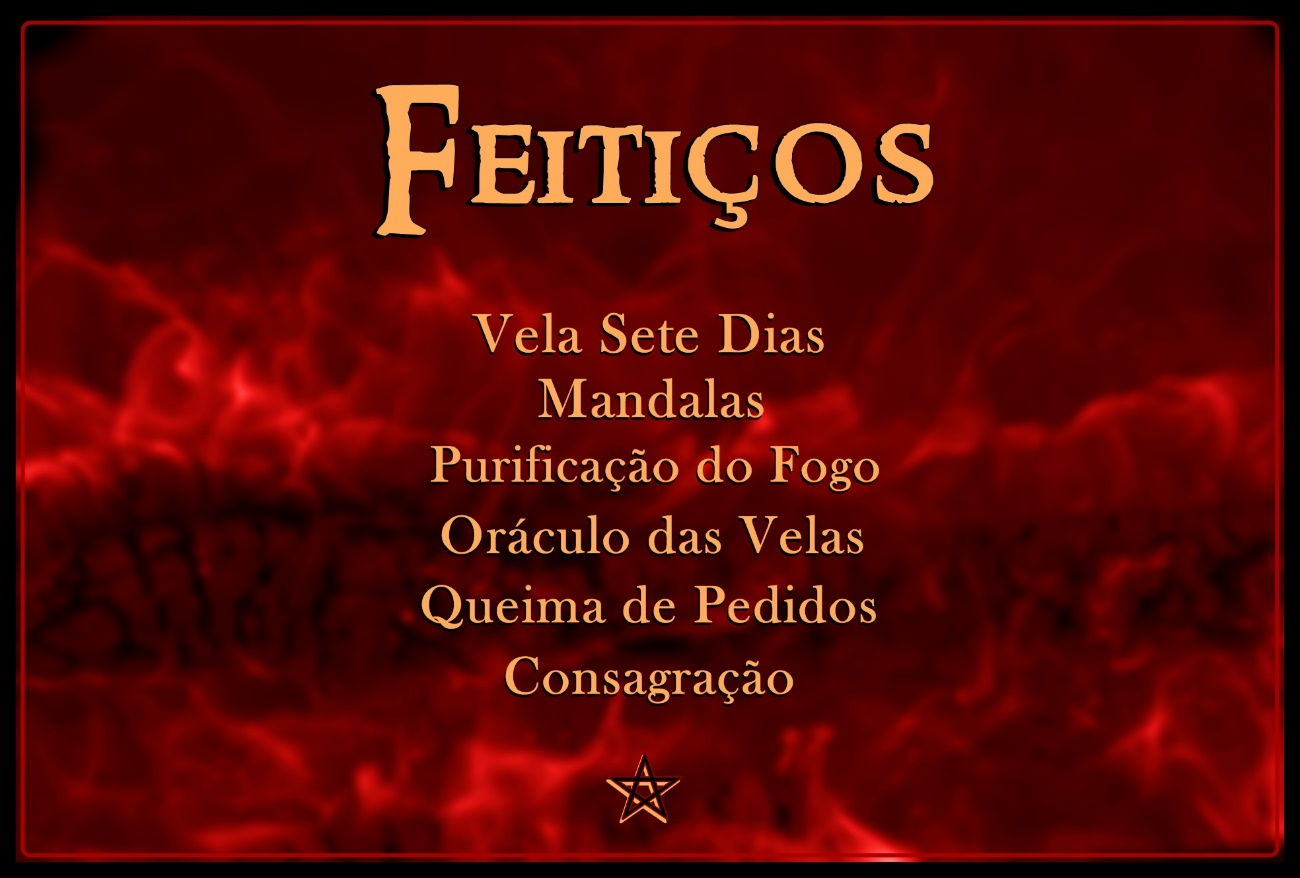 Feitiços
Vela Sete Dias
Mandalas
Purificação do Fogo
Oráculo das Velas
Queima de Pedidos
Consagração